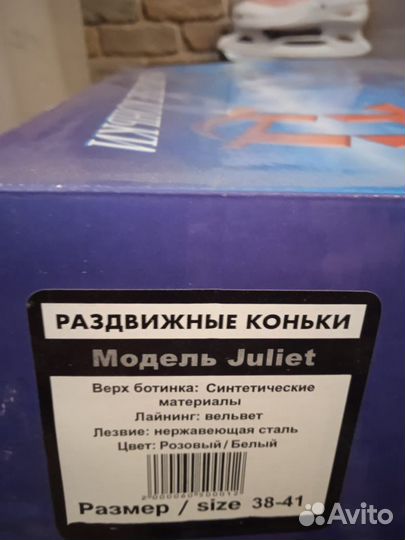 РАЗДВИЖНЫЕ КОНЬКИ
Модель Juliet
Верх ботинка: Синтетические
материалы
Лайнинг: вельвет
Лезвие: нержавеющая сталь
Цвет: Розовый/Белый
Размер / size 38-41
Avito